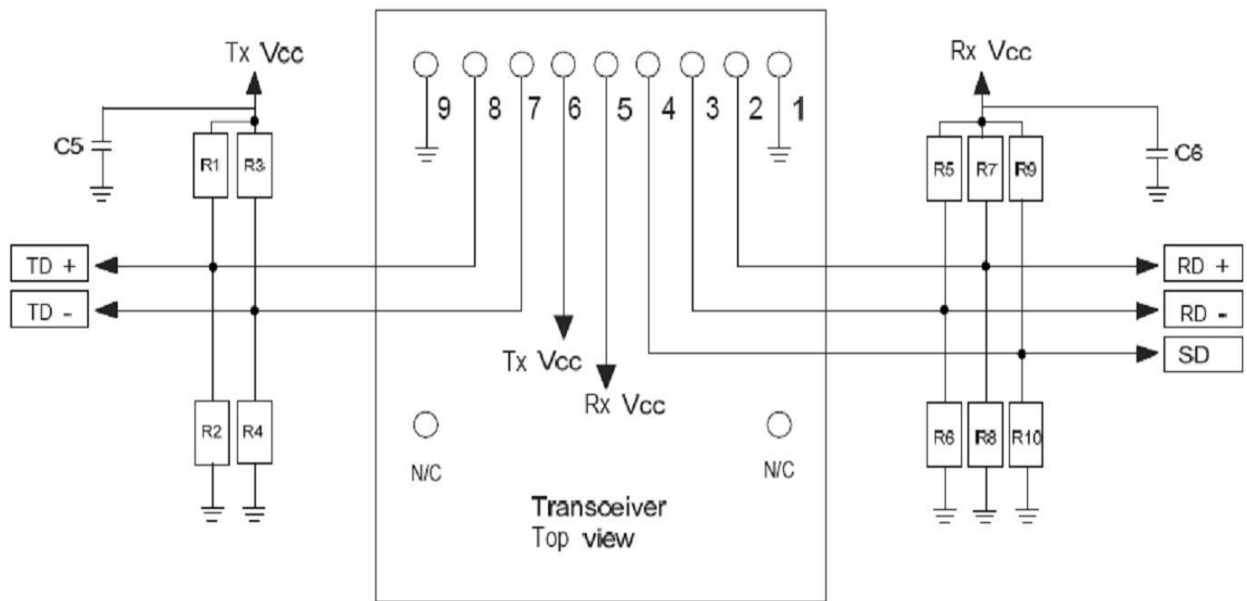 Tx Vcc
Rx Vcc
9 8 7 6 5 4 3 2 1
C5
R1 R3
R5 R7 R9
C6
TD +
RD +
TD -
RD -
Tx Vcc
SD
Rx Vcc
R2 R4
R6 R8 R10
N/C
N/C
Transceiver
Top view